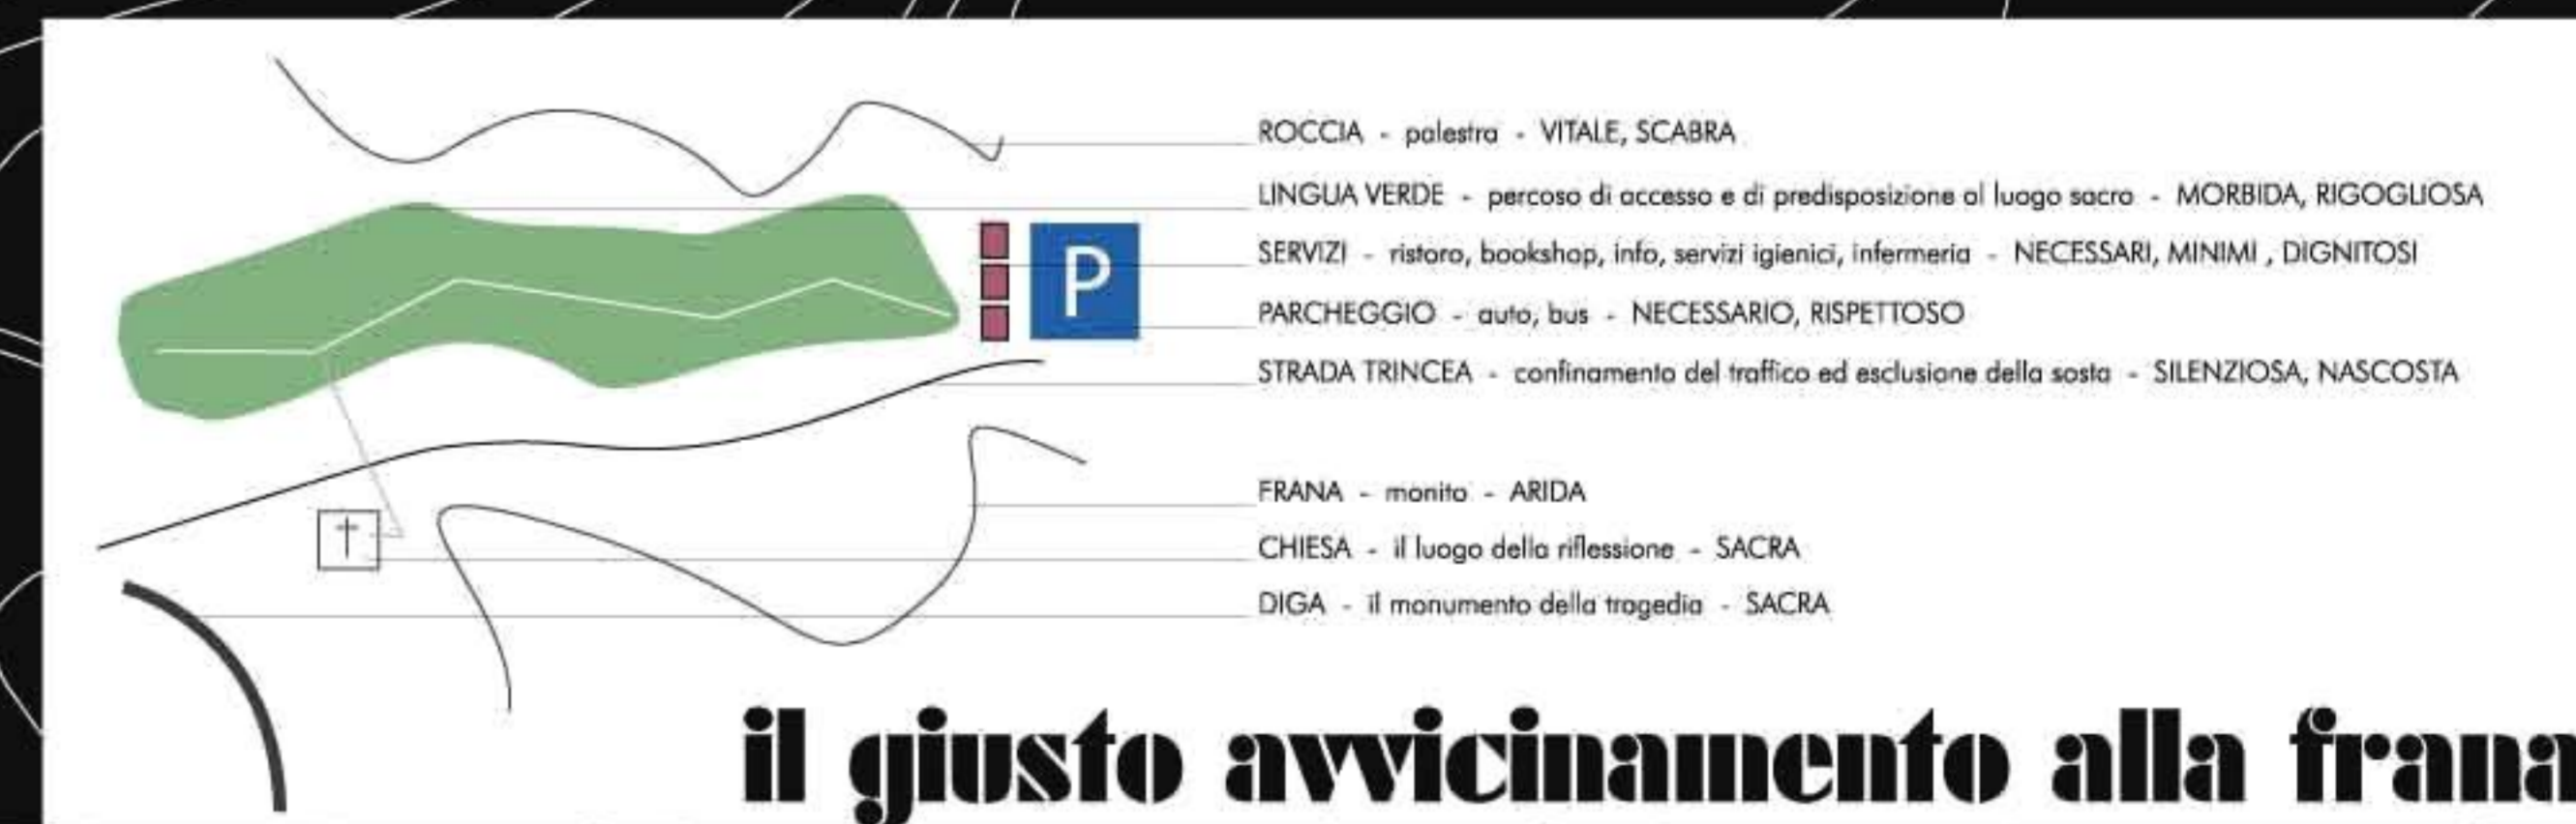 ROCCIA - palestra - VITALE, SCABRA
LINGUA VERDE - percoso di accesso e di predisposizione al luogo sacro - MORBIDA, RIGOGLIOSA
SERVIZI - ristoro, bookshop, info, servizi igienici, infermeria - NECESSARI, MINIMI , DIGNITOSI
P
PARCHEGGIO - auto, bus - NECESSARIO, RISPETTOSO
STRADA TRINCEA - confinamento del traffico ed esclusione della sosta - SILENZIOSA, NASCOSTA
FRANA - monito - ARIDA
CHIESA - il luogo della riflessione - SACRA
DIGA - il monumento della tragedia - SACRA
il giusto avvicinamento alla frana